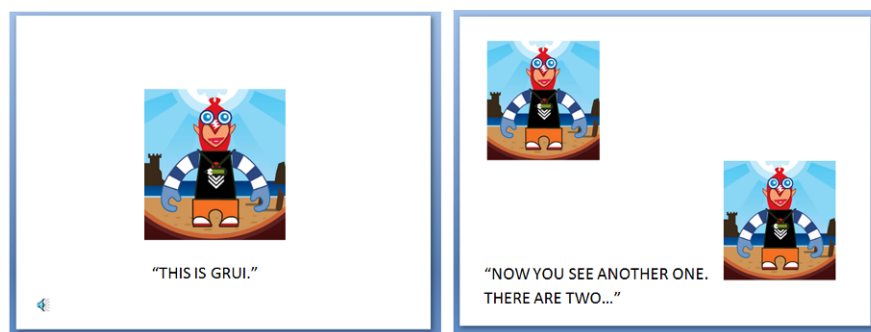 “THIS IS GRUI.”
“NOW YOU SEE ANOTHER ONE.
THERE ARE TWO…”